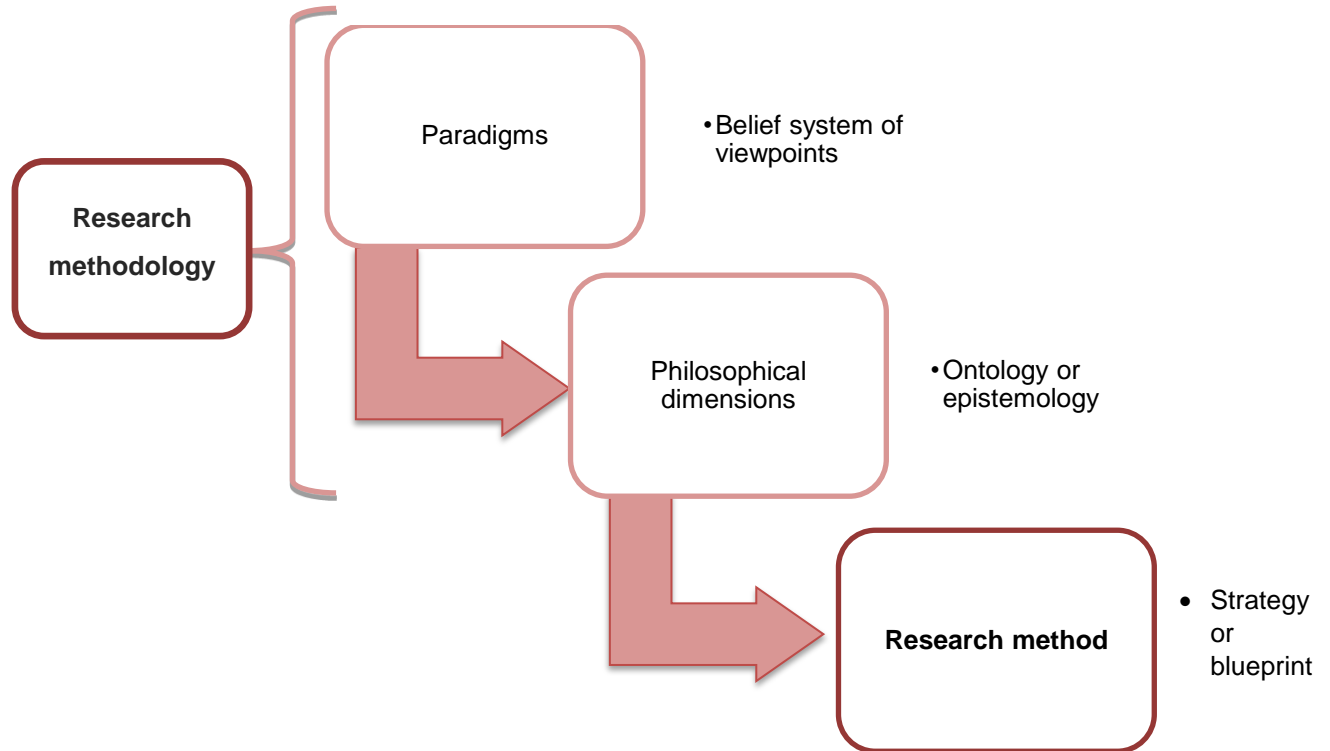 Paradigms
•Belief system of
viewpoints
Research
methodology
Philosophical
dimensions
•Ontology or
epistemology
Research method
• Strategy
or
blueprint